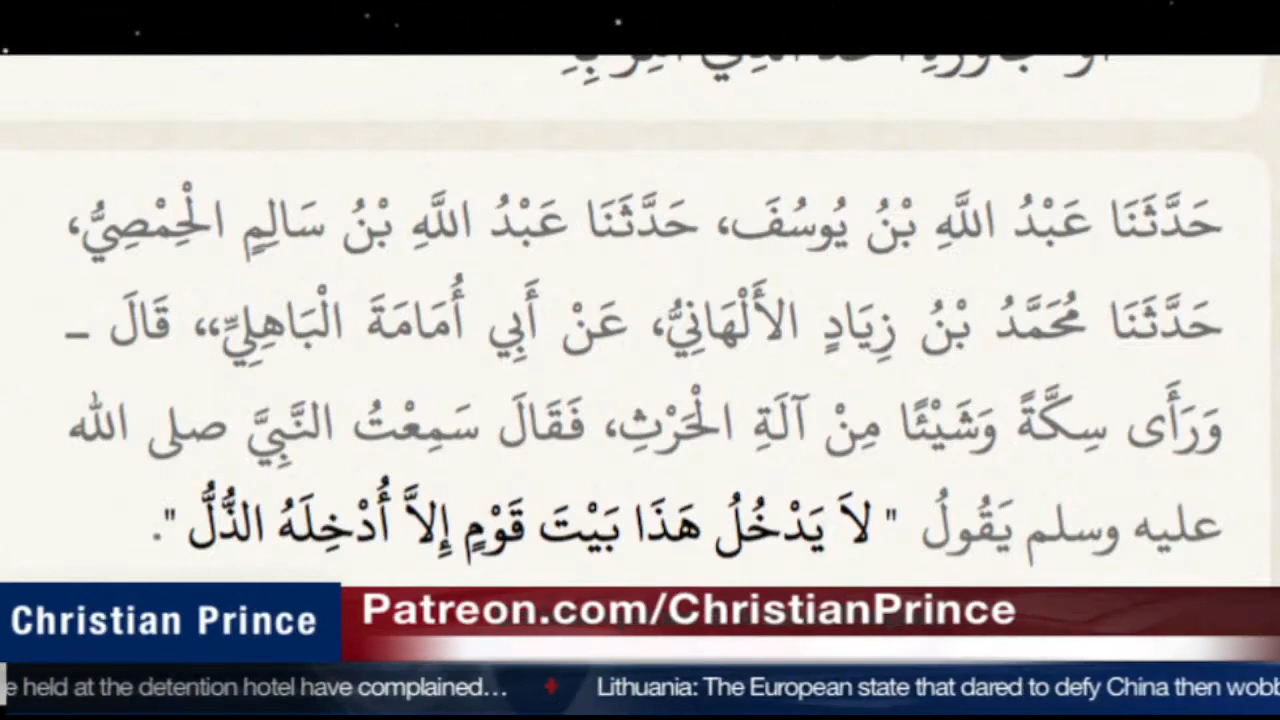 حَدَّثَنَا عَبْدُ اللَّهِ بْنُ يُوسُفَ، حَدَّثَنَا عَبْدُ اللَّهِ بْنُ سَالِمٍ الْحِمْصِيُّ،
حَدَّثَنَا مُحَمَّدُ بْنُ زِيَادٍ الأَلْهَانِيُّ، عَنْ أَبِي أُمَامَةَ الْبَاهِلِيِّ،، قَالَ ـ
وَرَأَى سِكَّةً وَشَيْئًا مِنْ آلَةِ الْحَرْثِ، فَقَالَ سَمِعْتُ النَّبِيَّ صلى الله
عليه وسلم يَقُولُ " لاَ يَدْخُلُ هَذَا بَيْتَ قَوْمٍ إِلاَّ أُدْخِلَهُ الذُّلُّ ".
Christian Prince
Patreon.com/ChristianPrince
e held at the detention hotel have complained... Lithuania: The European state that dared to defy China then wobb